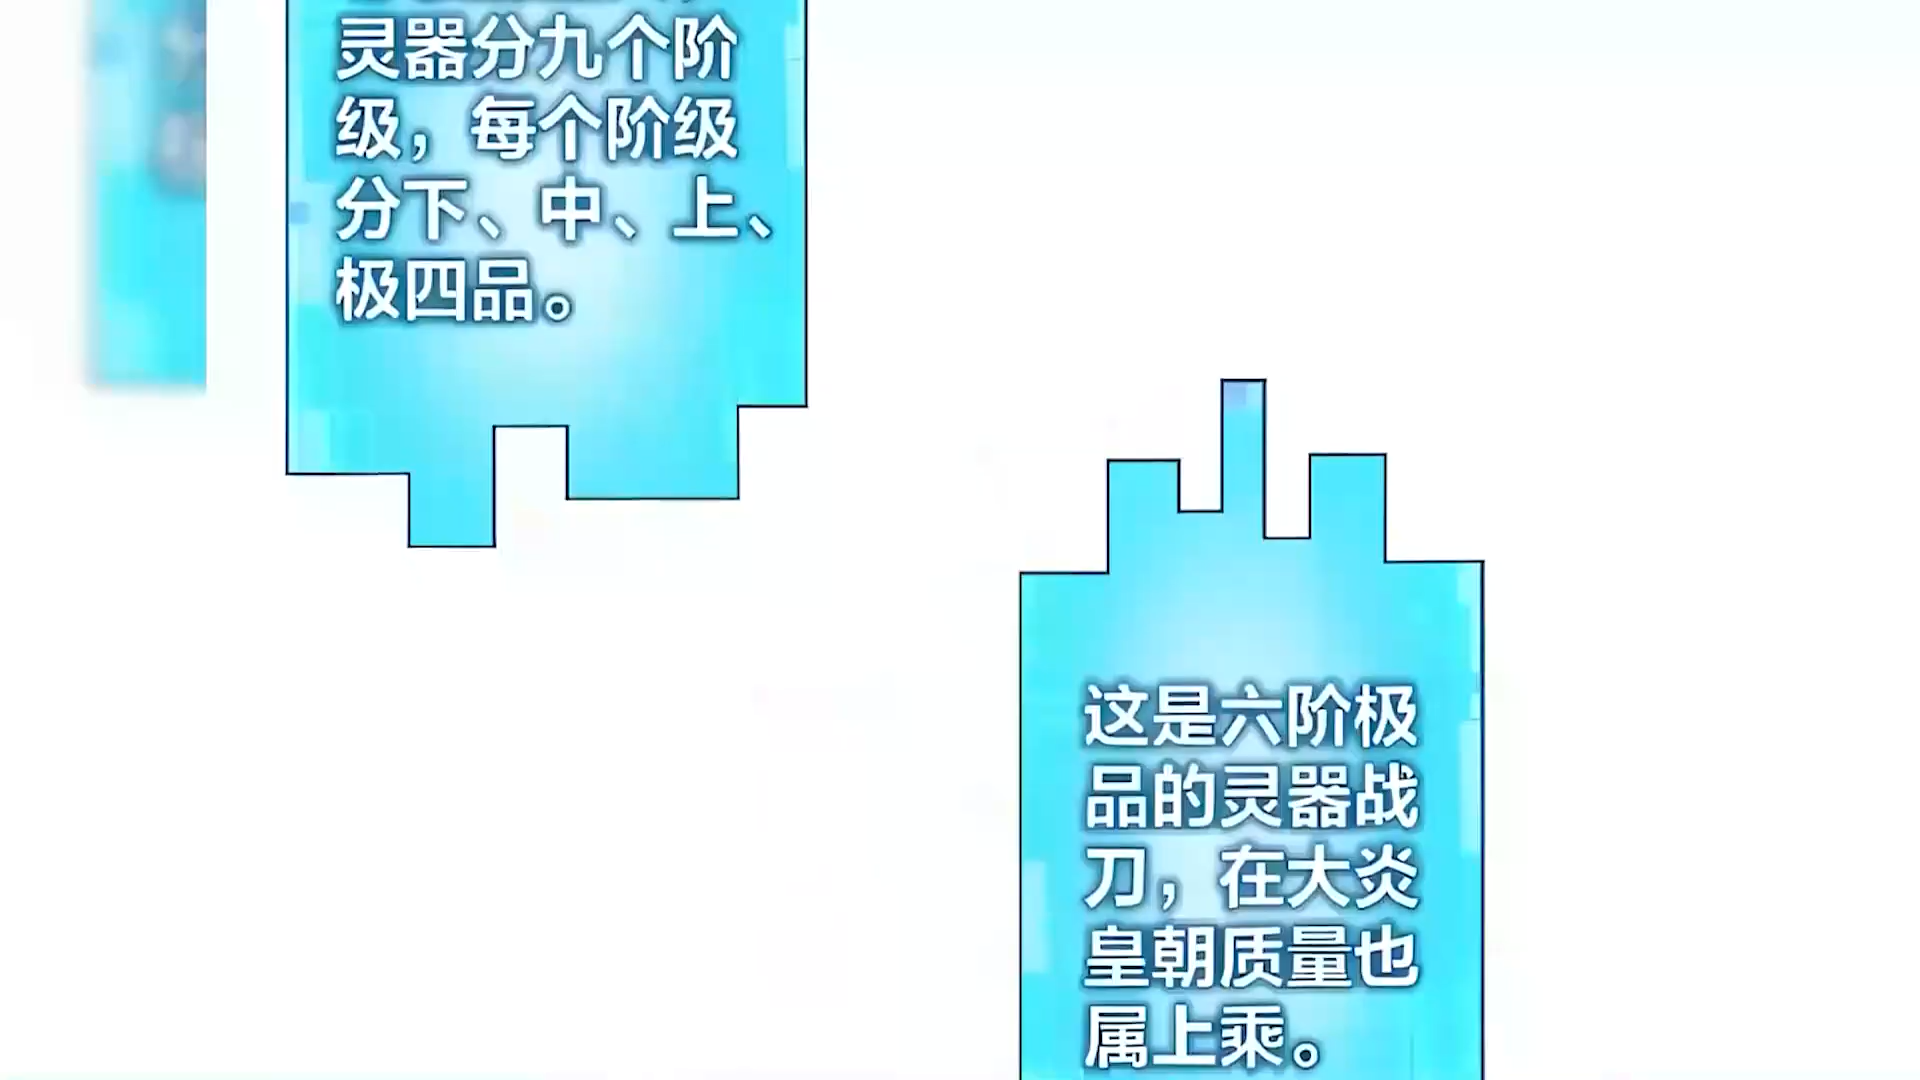 灵器分九个阶
级，每个阶级
分下、中、上、
极四品。
这是六阶极
品的灵器战
刀，在大炎
皇朝质量也
属上乘。